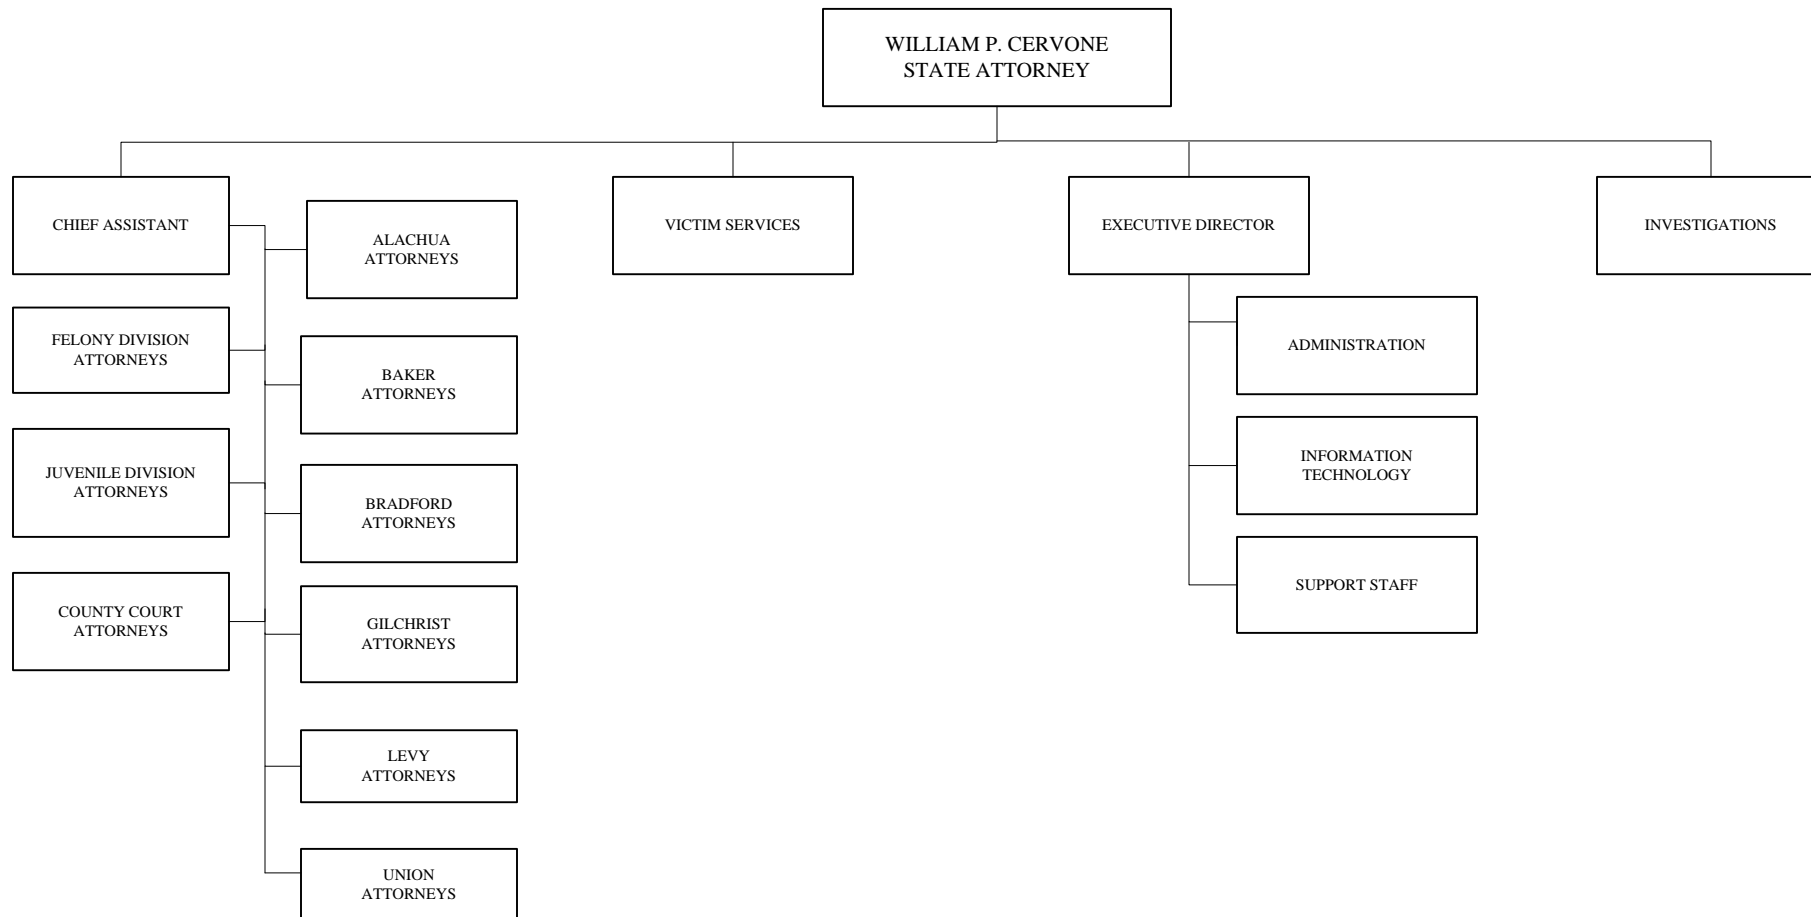 WILLIAM P. CERVONE
STATE ATTORNEY
CHIEF ASSISTANT
VICTIM SERVICES
EXECUTIVE DIRECTOR
INVESTIGATIONS
FELONY DIVISION
ATTORNEYS
JUVENILE DIVISION
ATTORNEYS
COUNTY COURT
ATTORNEYS
ALACHUA
ATTORNEYS
BAKER
ATTORNEYS
BRADFORD
ATTORNEYS
GILCHRIST
ATTORNEYS
LEVY
ATTORNEYS
UNION
ATTORNEYS
ADMINISTRATION
INFORMATION
TECHNOLOGY
SUPPORT STAFF